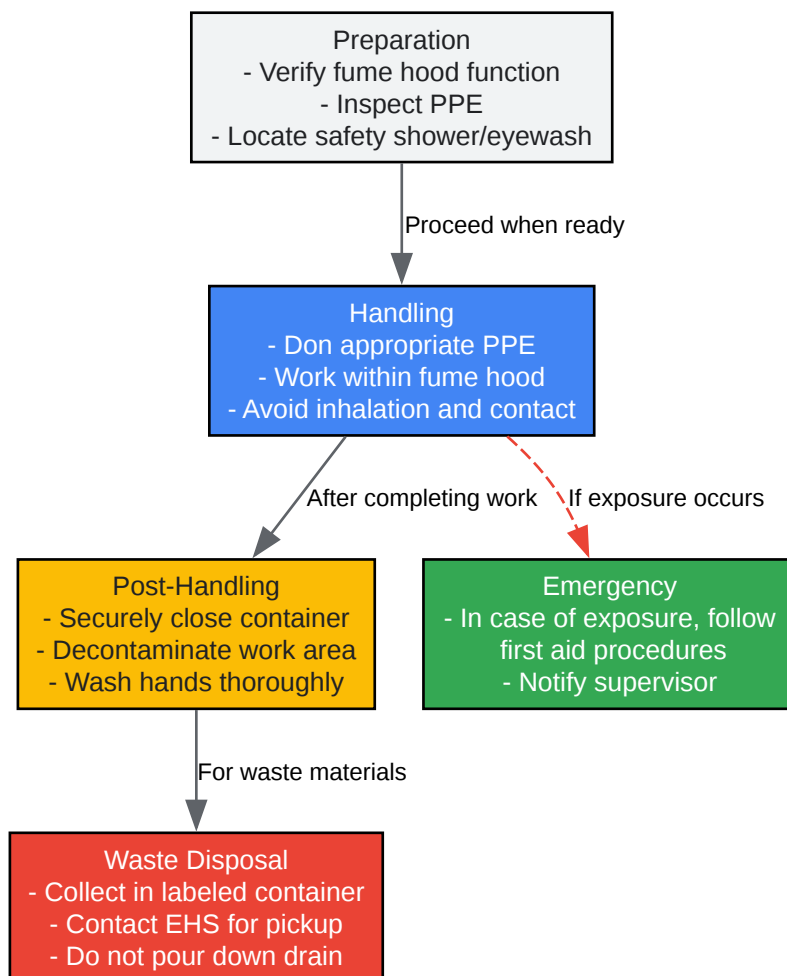 Preparation
- Verify fume hood function
- Inspect PPE
- Locate safety shower/eyewash
Proceed when ready
Handling
- Don appropriate PPE
- Work within fume hood
- Avoid inhalation and contact
After completing work
If exposure occurs
Post-Handling
- Securely close container
- Decontaminate work area
- Wash hands thoroughly
Emergency
- In case of exposure, follow
first aid procedures
- Notify supervisor
For waste materials
Waste Disposal
- Collect in labeled container
- Contact EHS for pickup
- Do not pour down drain